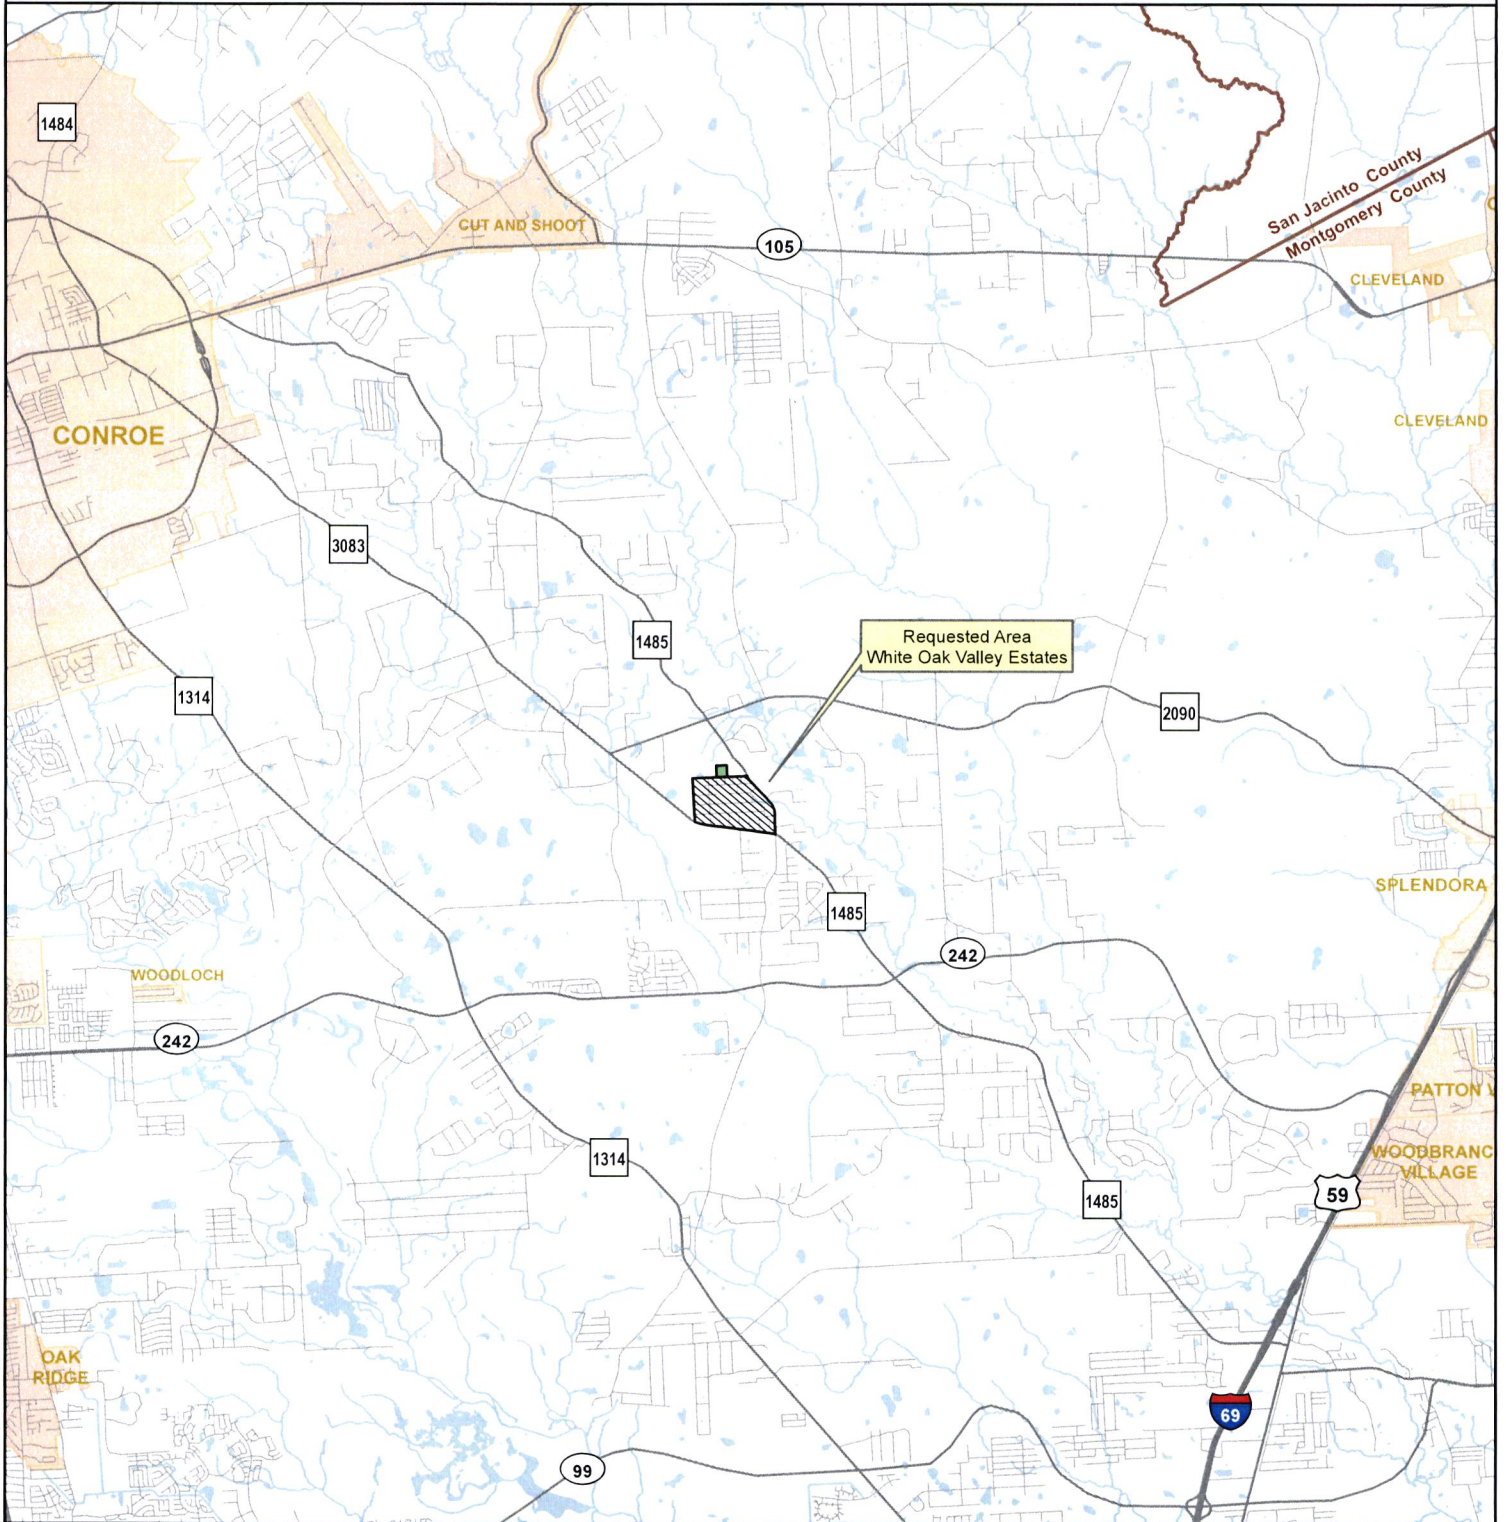 1484
CUT AND SHOOT
105
San Jacinto County
Montgomery County
C
CLEVELAND
CONROE
CLEVELAND
3083
1485
Requested Area
White Oak Valley Estates
1314
2090
SPLENDORA
1485
242
WOODLOCH
242
PATTON V
1314
WOODBRANC
VILLAGE
59
1485
OAK
RIDGE
69
99